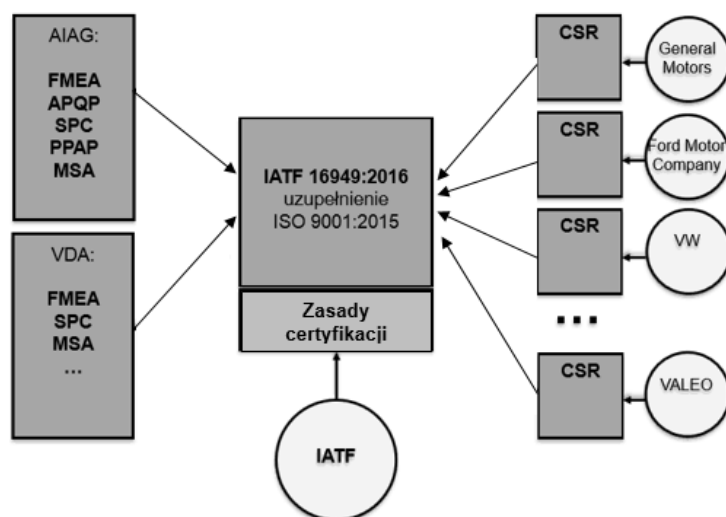 AIAG:
FMEA
APQP
SPC
PPAP
MSA
VDA:
FMEA
SPC
MSA
...
IATF 16949:2016
uzupełnienie
ISO 9001:2015
Zasady
certyfikacji
IATF
CSR
General
Motors
CSR
Ford Motor
Company
CSR
VW
...
CSR
VALEO